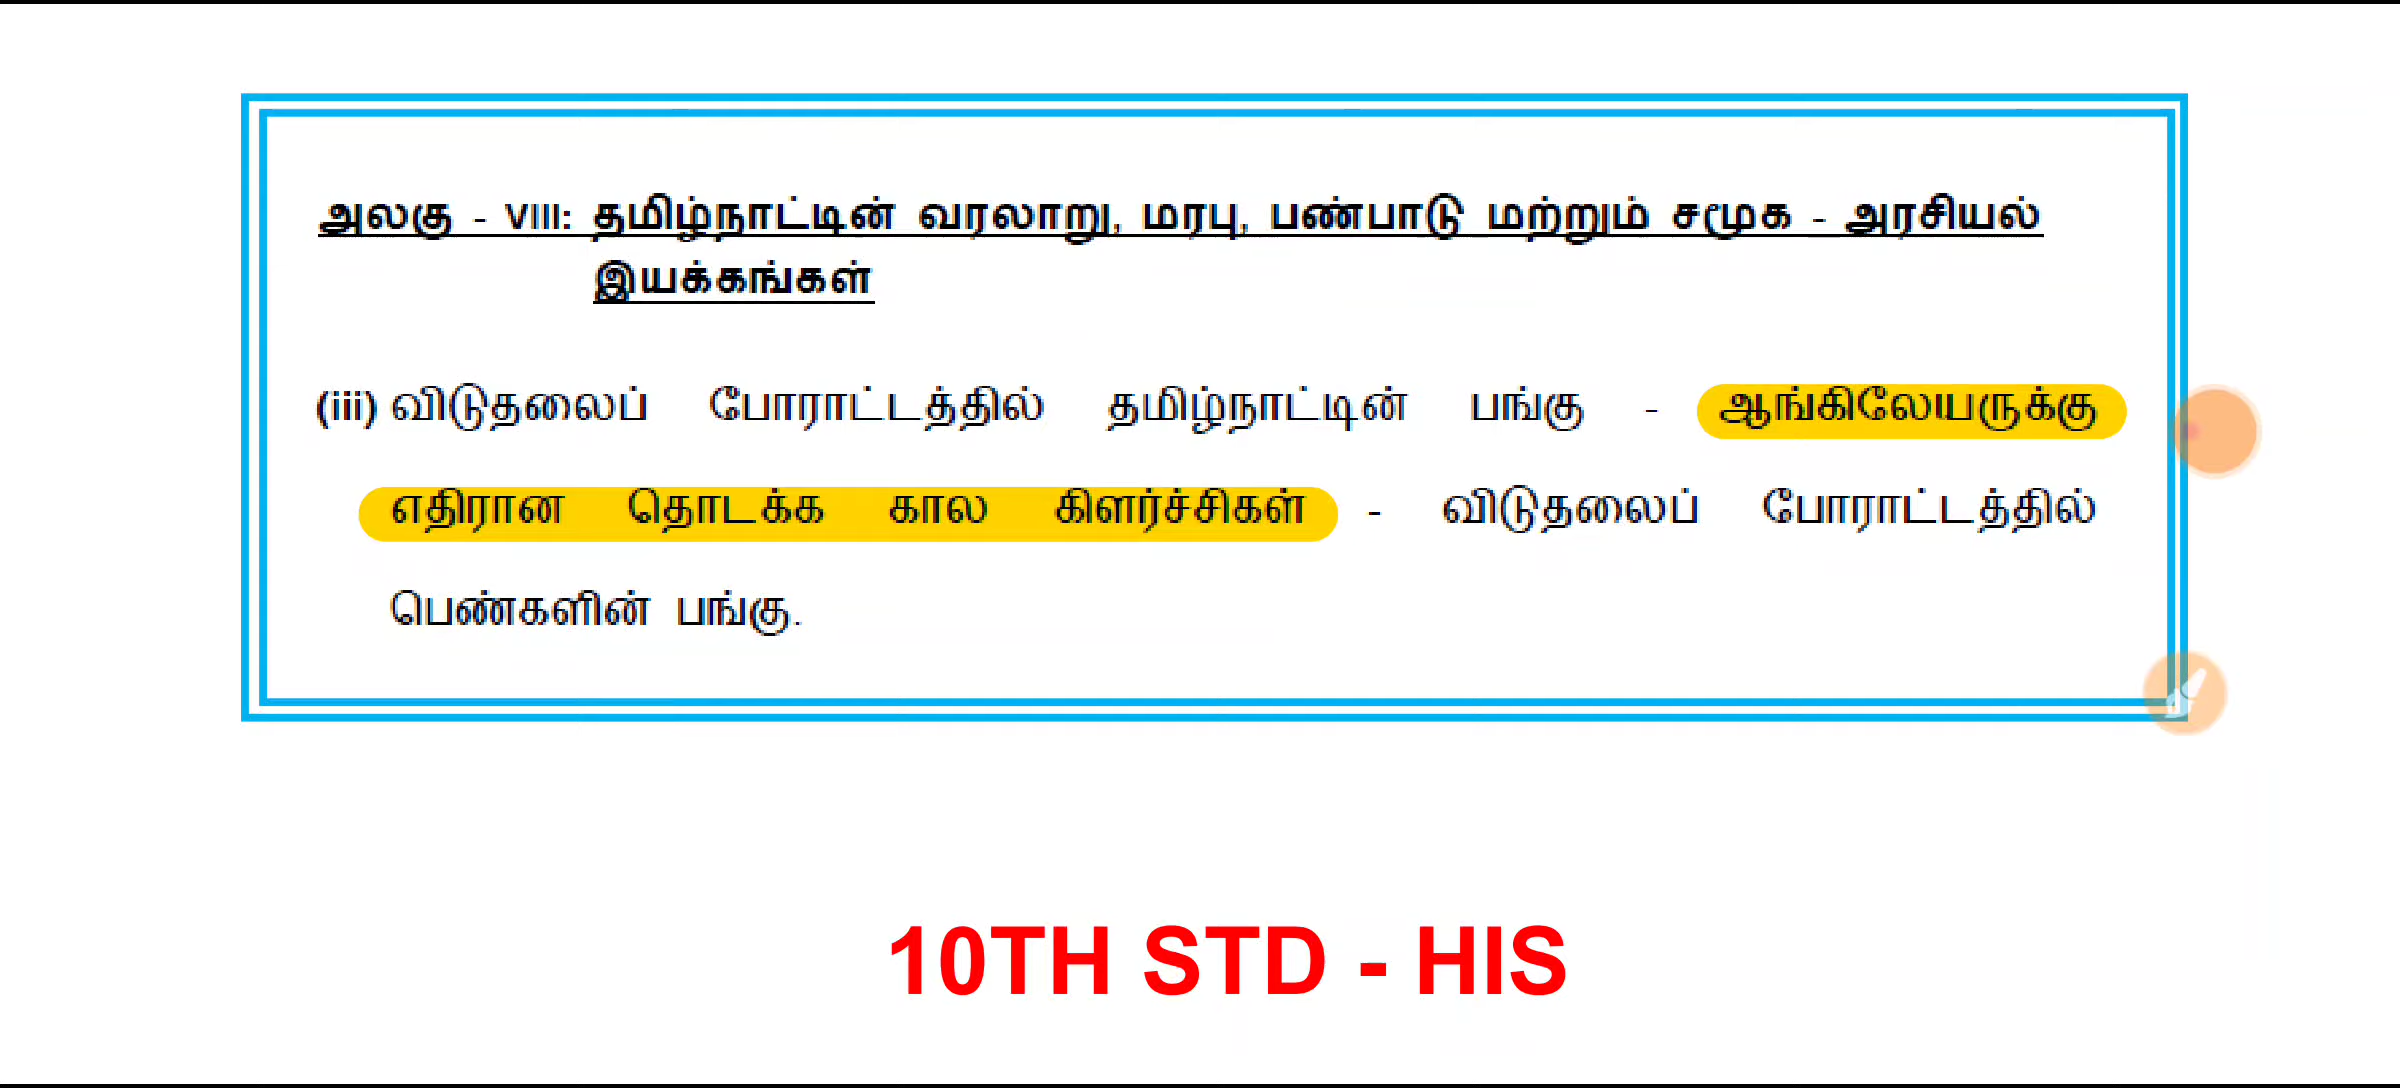 அலகு - VIII: தமிழ்நாட்டின் வரலாறு, மரபு, பண்பாடு மற்றும் சமூக - அரசியல்
இயக்கங்கள்
(iii) விடுதலைப் போராட்டத்தில் தமிழ்நாட்டின் பங்கு - ஆங்கிலேயருக்கு
எதிரான தொடக்க கால கிளர்ச்சிகள் - விடுதலைப் போராட்டத்தில்
பெண்களின் பங்கு.
10TH STD - HIS